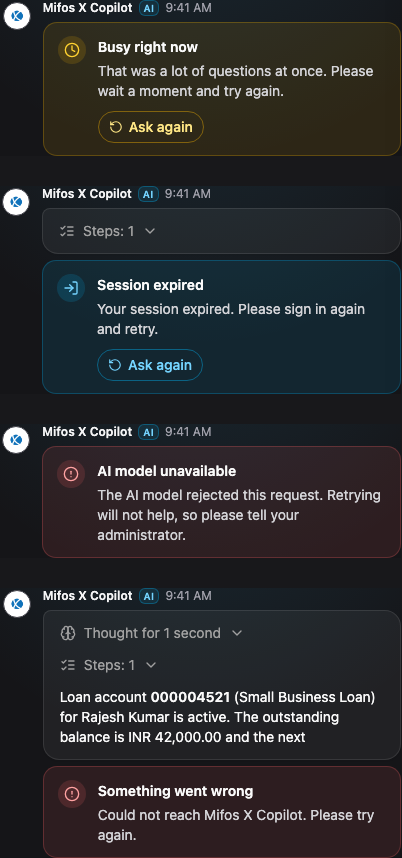 Mifos X Copilot AI 9:41 AM
Busy right now
That was a lot of questions at once. Please
wait a moment and try again.
Ask again
Mifos X Copilot AI 9:41 AM
Steps: 1
Session expired
Your session expired. Please sign in again
and retry.
Ask again
Mifos X Copilot AI 9:41 AM
AI model unavailable
The AI model rejected this request. Retrying
will not help, so please tell your
administrator.
Mifos X Copilot AI 9:41 AM
Thought for 1 second
Steps: 1
Loan account 000004521 (Small Business Loan)
for Rajesh Kumar is active. The outstanding
balance is INR 42,000.00 and the next
Something went wrong
Could not reach Mifos X Copilot. Please try
again.